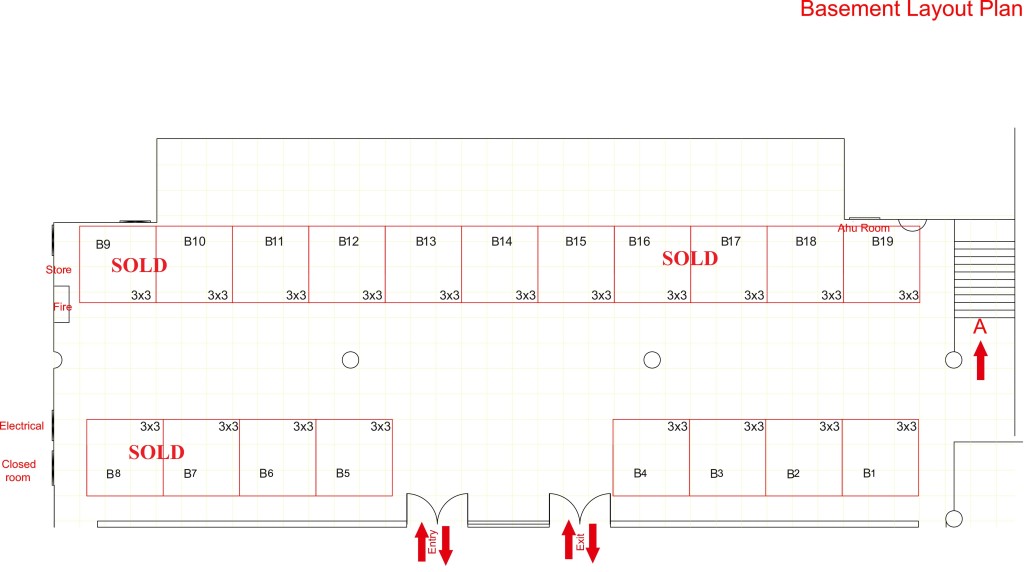 Basement Layout Plan
Ahu Room
B9 B10 B11 B12 B13 B14 B15 B16 B17 B18 B19
SOLD SOLD
Store
3x3 3x3 3x3 3x3 3x3 3x3 3x3 3x3 3x3 3x3 3x3
Fire
A
Electrical
3x3 3x3 3x3 3x3 3x3 3x3 3x3 3x3
SOLD
Closed
room
B8 B7 B6 B5 B4 B3 B2 B1
Entry Exit